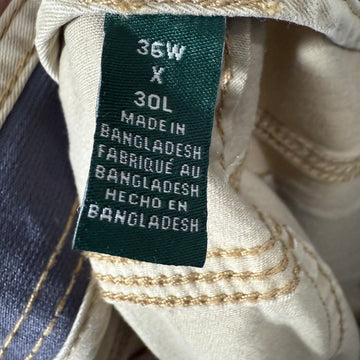 36W
X
30L
MADE IN
BANGLADESH
FABRIQUÉ AU
BANGLADESH
HECHO EN
BANGLADESH